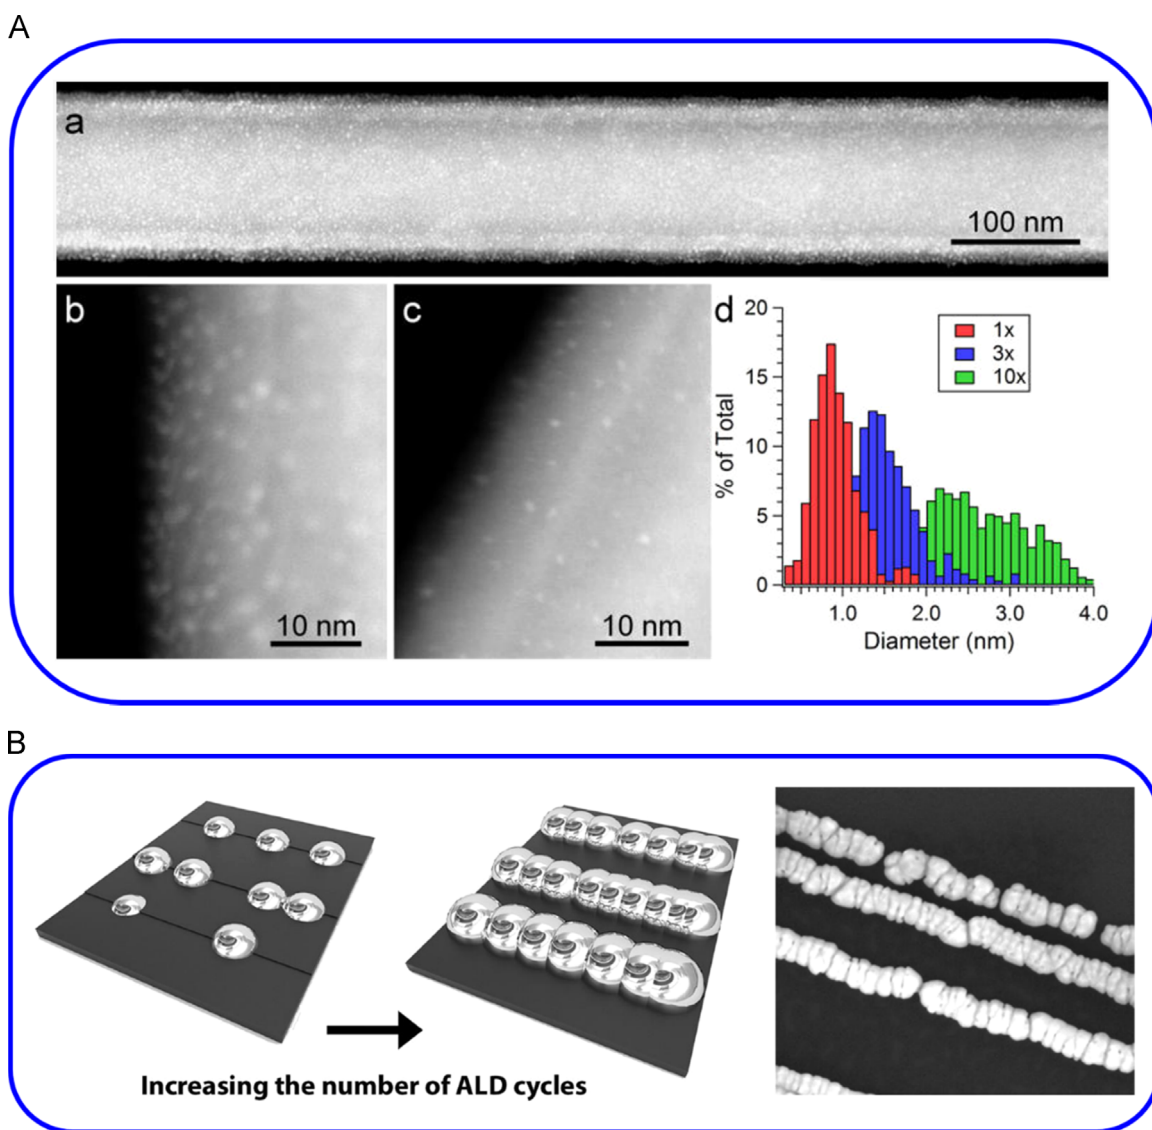 A
a
100 nm
b
10 nm
c
10 nm
d
20
15
10
5
0
% of Total
1x
3x
10x
1.0 2.0 3.0 4.0
Diameter (nm)
B
Increasing the number of ALD cycles